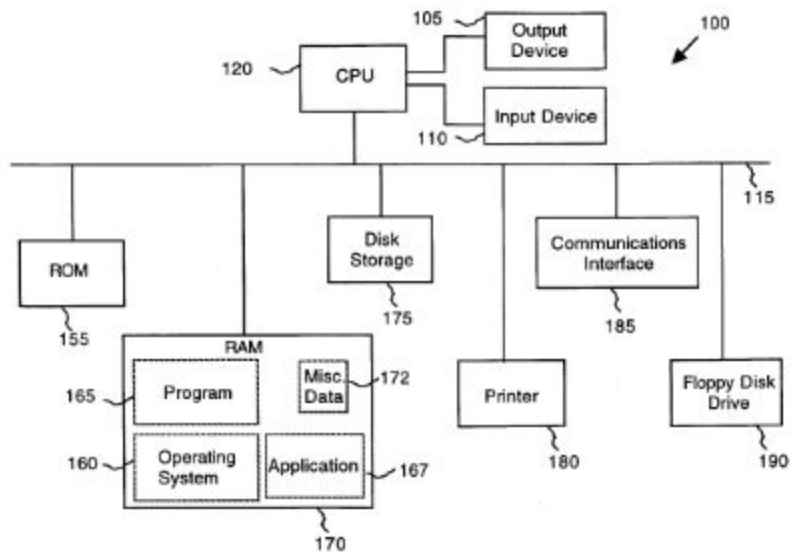 105
Output
Device
100
120
CPU
Input Device
110
115
ROM
155
Disk
Storage
175
Communications
Interface
185
RAM
165
Program
Misc.
Data
172
160
Operating
System
Application
167
170
Printer
180
Floppy Disk
Drive
190